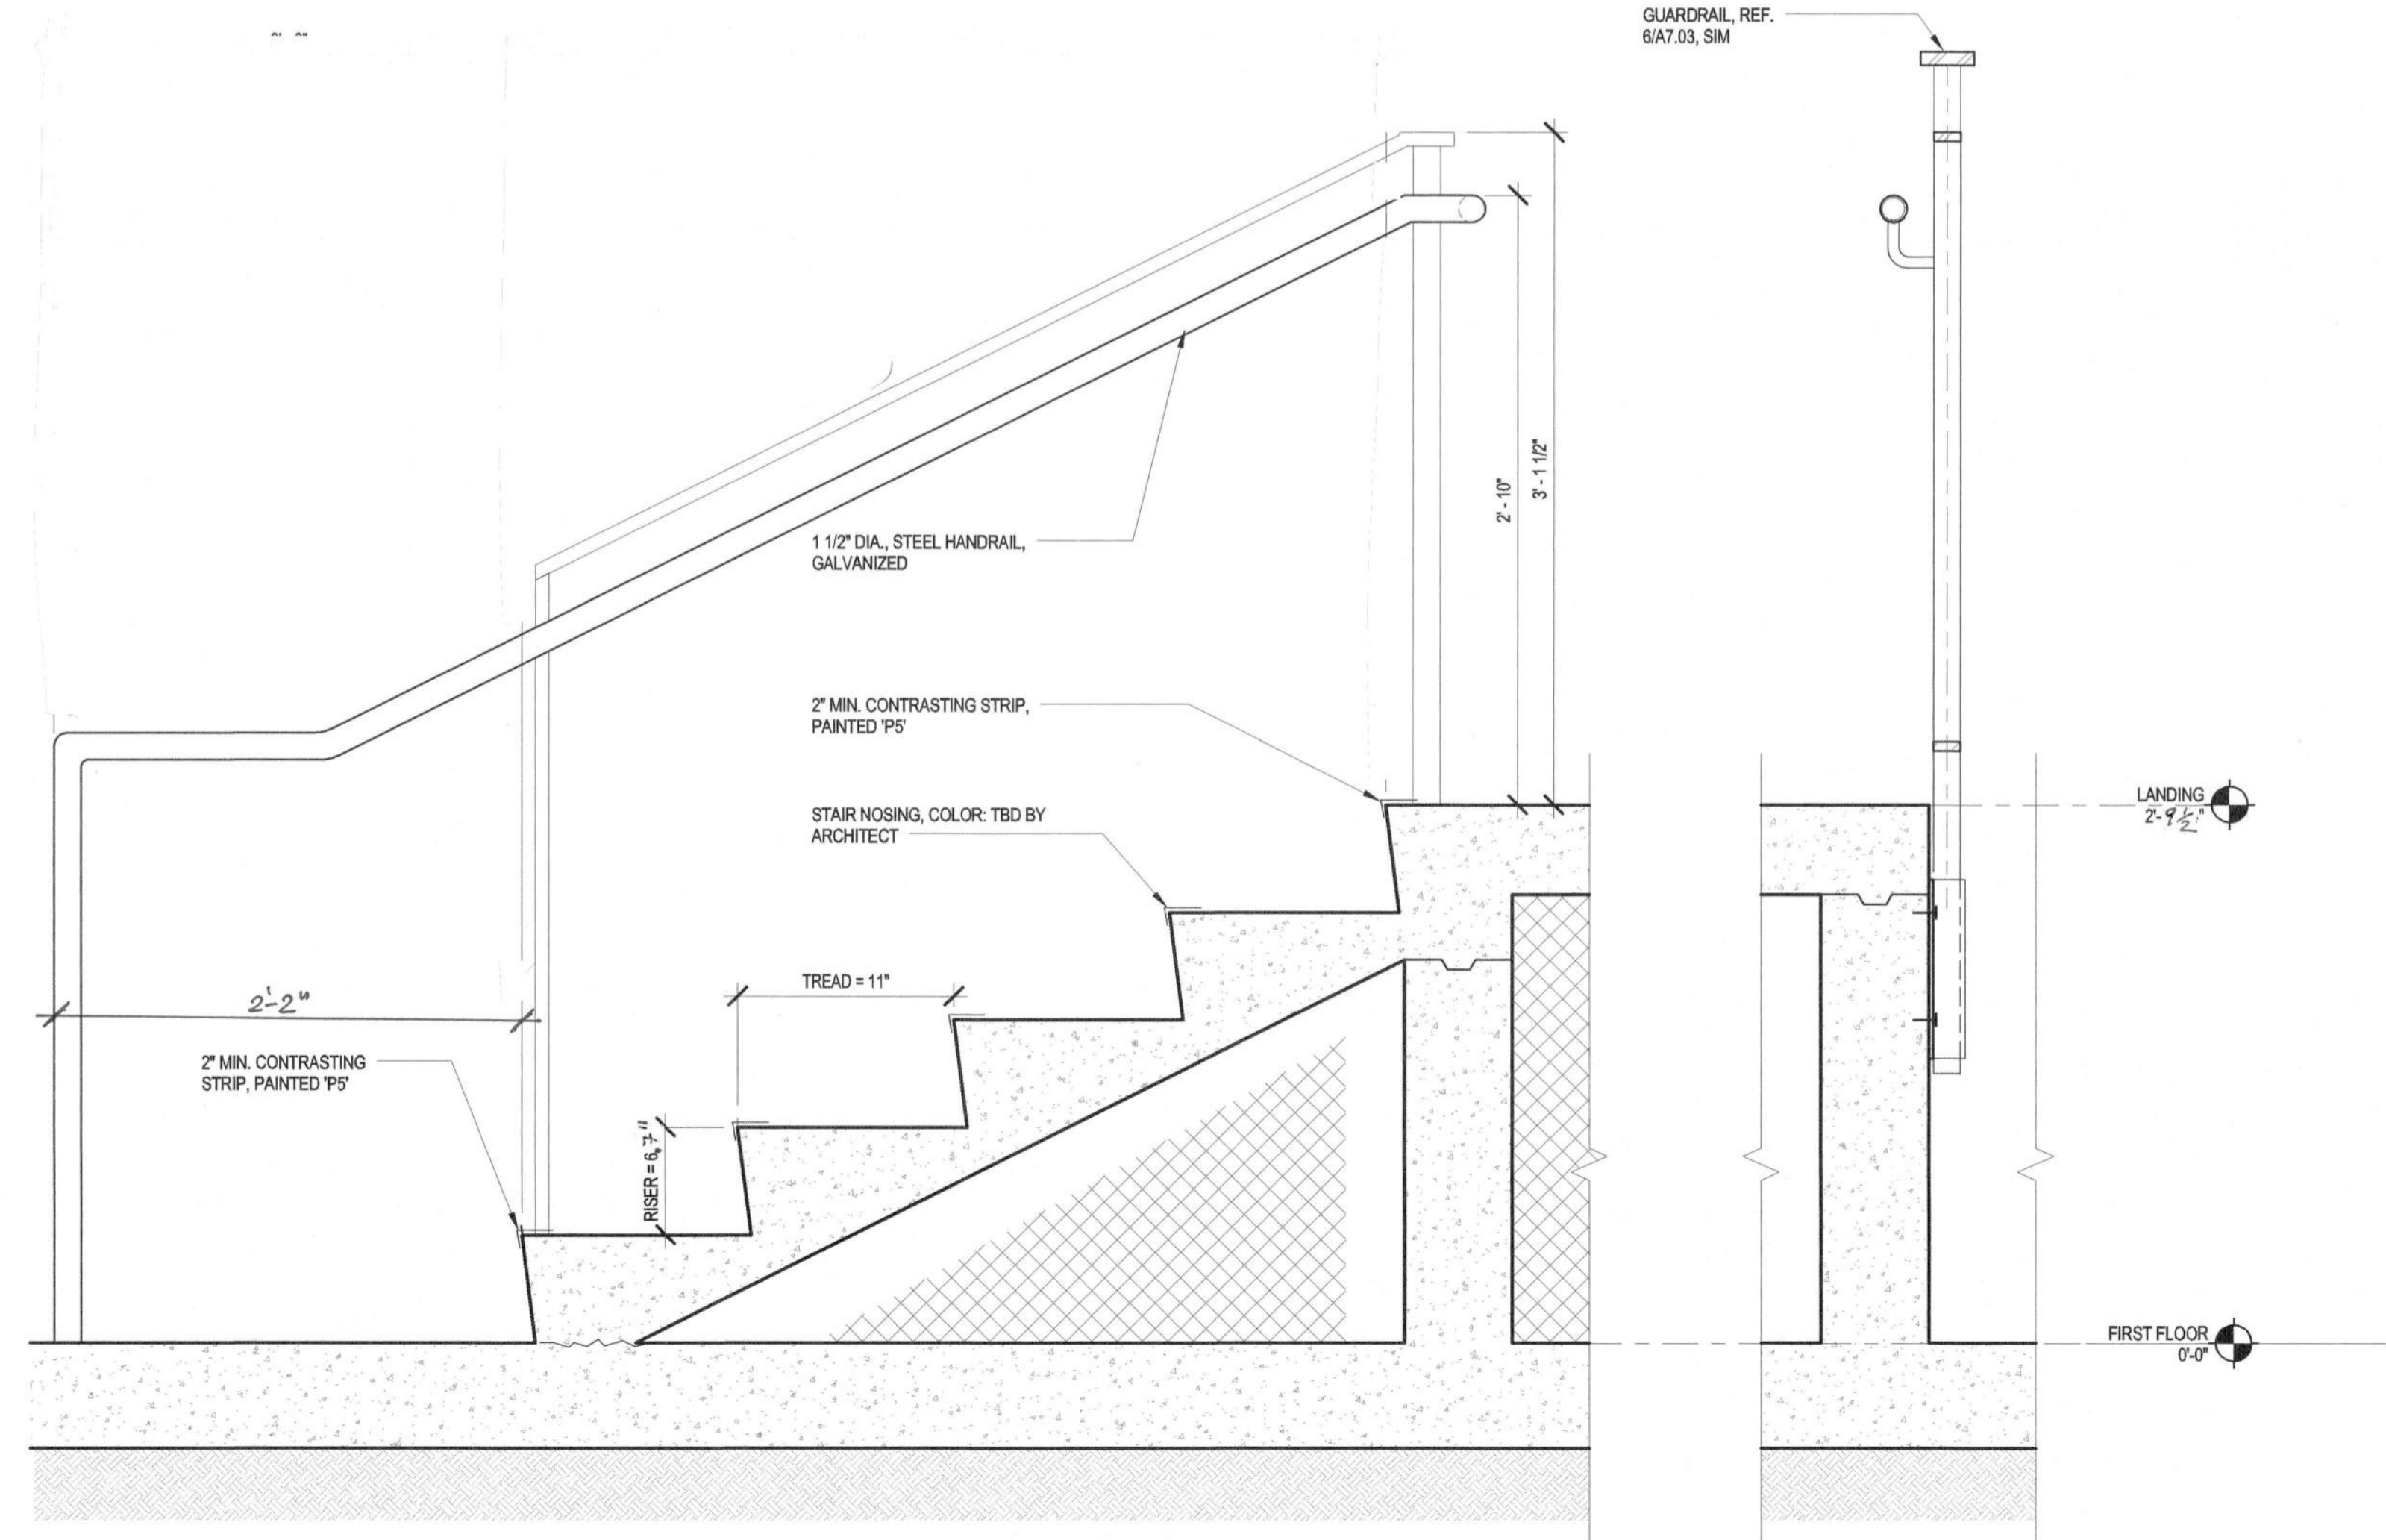 GUARDRAIL, REF.
6/A7.03, SIM
3' - 1 1/2"
2' - 10"
1 1/2" DIA., STEEL HANDRAIL,
GALVANIZED
2" MIN. CONTRASTING STRIP,
PAINTED 'P5'
STAIR NOSING, COLOR: TBD BY
ARCHITECT
LANDING
2'-9 1/2"
TREAD = 11"
2'-2"
2" MIN. CONTRASTING
STRIP, PAINTED 'P5'
RISER = 6,7"
FIRST FLOOR
0'-0"